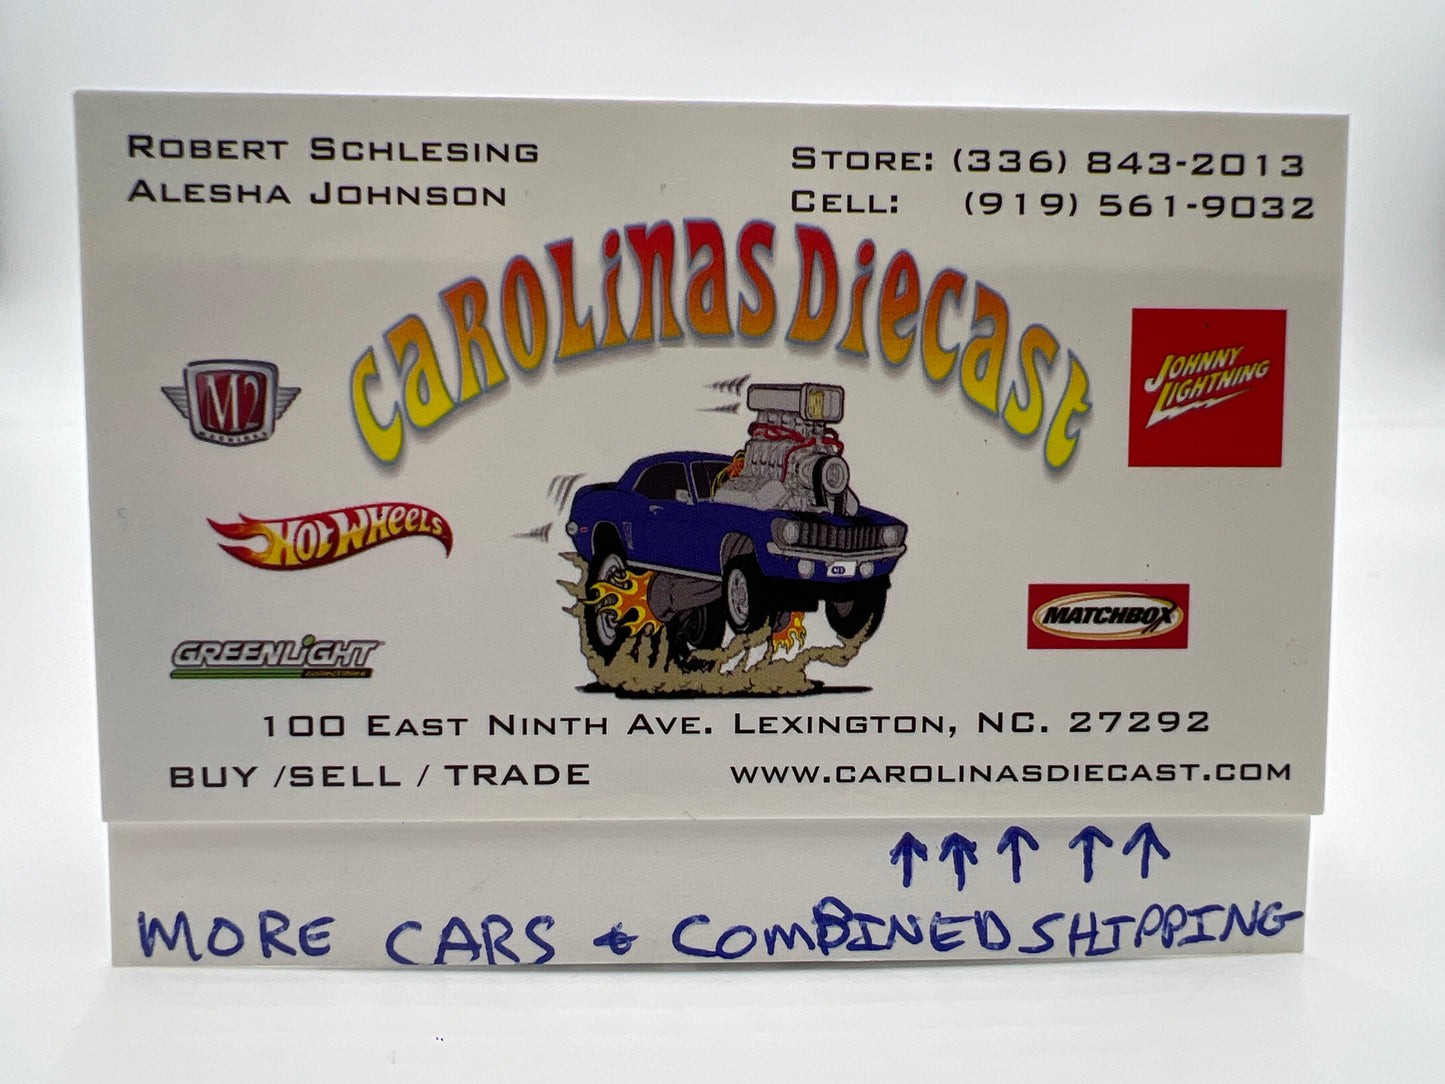 Robert Schlesing
Alesha Johnson
Store: (336) 843-2013
Cell: (919) 561-9032
Carolinas Diecast
M2
MACHINES
JOHNNY
LIGHTNING
HOT WHEELS
MATCHBOX
GREENLIGHT
collectibles
100 East Ninth Ave. Lexington, NC. 27292
BUY /SELL / TRADE
www.carolinasdiecast.com
↑↑↑↑↑
MORE CARS & COMBINED SHIPPING